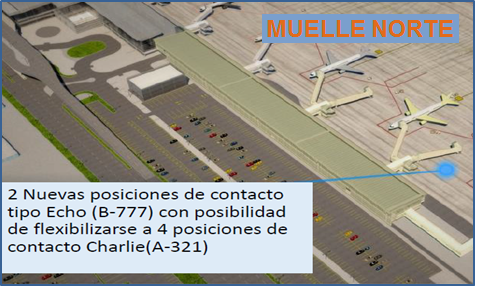 MUELLE NORTE
2 Nuevas posiciones de contacto
tipo Echo (B-777) con posibilidad
de flexibilizarse a 4 posiciones de
contacto Charlie(A-321)